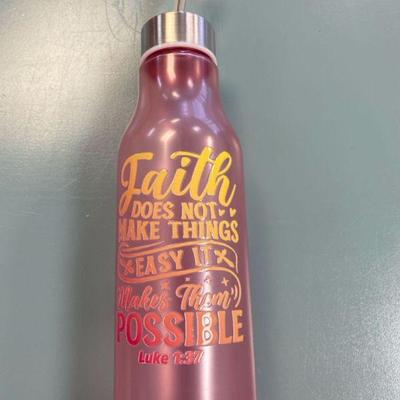 Faith
DOES NOT
MAKE THINGS
EASY IT
Makes Them
POSSIBLE
Luke 1:37